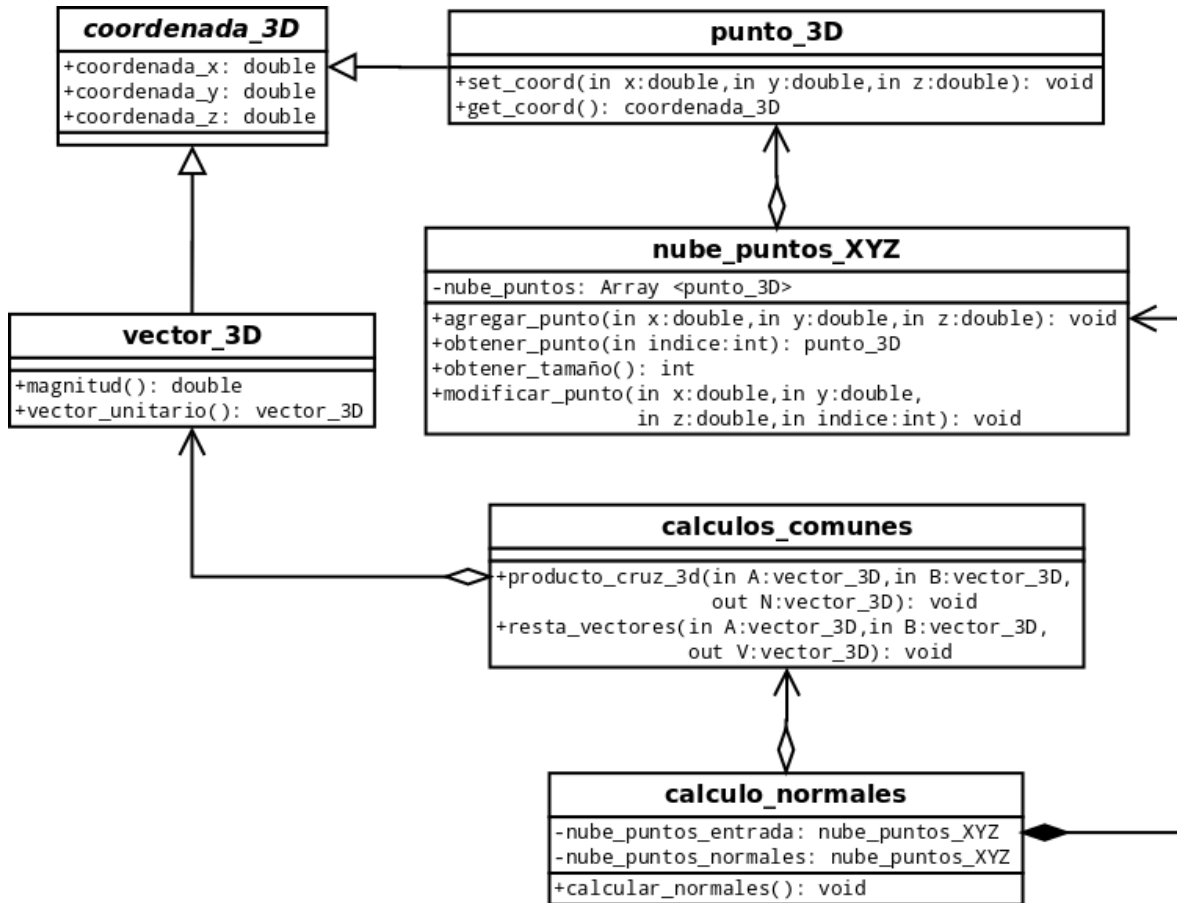 coordenada_3D
+coordenada_x: double
+coordenada_y: double
+coordenada_z: double
punto_3D
+set_coord(in x:double,in y:double,in z:double): void
+get_coord(): coordenada_3D
nube_puntos_XYZ
-nube_puntos: Array <punto_3D>
+agregar_punto(in x:double,in y:double,in z:double): void
+obtener_punto(in indice:int): punto_3D
+obtener_tamaño(): int
+modificar_punto(in x:double,in y:double,
in z:double,in indice:int): void
vector_3D
+magnitud(): double
+vector_unitario(): vector_3D
calculos_comunes
+producto_cruz_3d(in A:vector_3D,in B:vector_3D,
out N:vector_3D): void
+resta_vectores(in A:vector_3D,in B:vector_3D,
out V:vector_3D): void
calculo_normales
-nube_puntos_entrada: nube_puntos_XYZ
-nube_puntos_normales: nube_puntos_XYZ
+calcular_normales(): void